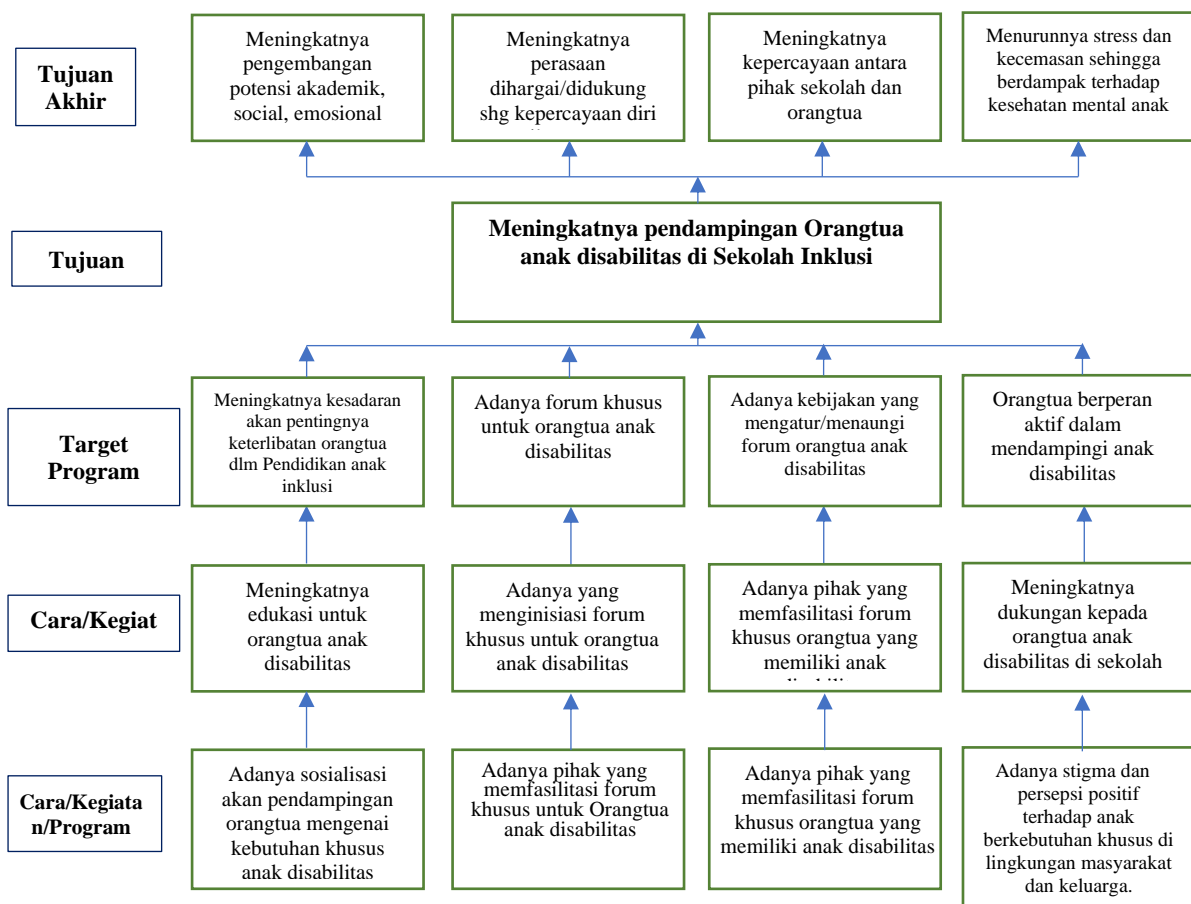 Tujuan
Akhir
Meningkatnya
pengembangan
potensi akademik,
social, emosional
Meningkatnya
perasaan
dihargai/didukung
shg kepercayaan diri
Meningkatnya
kepercayaan antara
pihak sekolah dan
orangtua
Menurunnya stress dan
kecemasan sehingga
berdampak terhadap
kesehatan mental anak
Tujuan
Meningkatnya pendampingan Orangtua
anak disabilitas di Sekolah Inklusi
Target
Program
Meningkatnya kesadaran
akan pentingnya
keterlibatan orangtua
dlm Pendidikan anak
inklusi
Adanya forum khusus
untuk orangtua anak
disabilitas
Adanya kebijakan yang
mengatur/menaungi
forum orangtua anak
disabilitas
Orangtua berperan
aktif dalam
mendampingi anak
disabilitas
Cara/Kegiat
Meningkatnya
edukasi untuk
orangtua anak
disabilitas
Adanya yang
menginisiasi forum
khusus untuk orangtua
anak disabilitas
Adanya pihak yang
memfasilitasi forum
khusus orangtua yang
memiliki anak
Meningkatnya
dukungan kepada
orangtua anak
disabilitas di sekolah
Cara/Kegiata
n/Program
Adanya sosialisasi
akan pendampingan
orangtua mengenai
kebutuhan khusus
anak disabilitas
Adanya pihak yang
memfasilitasi forum
khusus untuk Orangtua
anak disabilitas
Adanya pihak yang
memfasilitasi forum
khusus orangtua yang
memiliki anak disabilitas
Adanya stigma dan
persepsi positif
terhadap anak
berkebutuhan khusus di
lingkungan masyarakat
dan keluarga.